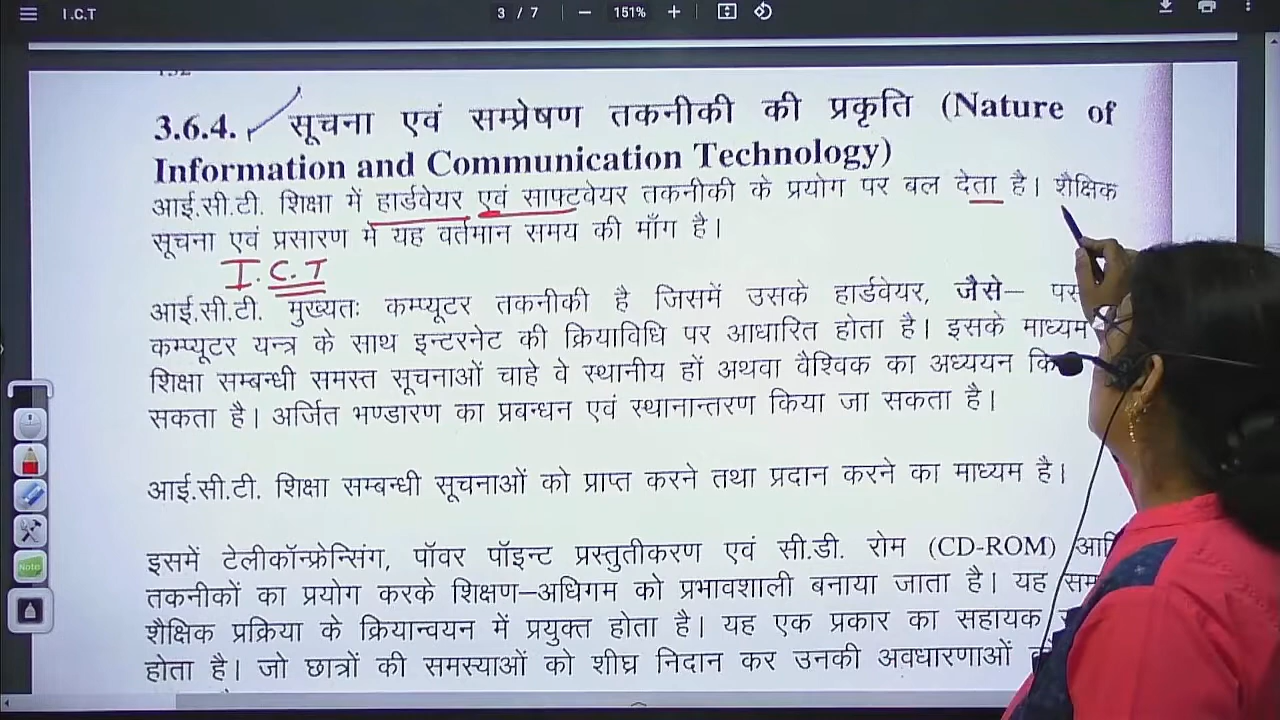 I.C.T
3 / 7
151%
3.6.4. सूचना एवं सम्प्रेषण तकनीकी की प्रकृति (Nature of
Information and Communication Technology)
आई.सी.टी. शिक्षा में हार्डवेयर एवं साफ्टवेयर तकनीकी के प्रयोग पर बल देता है। शैक्षिक
सूचना एवं प्रसारण में यह वर्तमान समय की माँग है।
I.C.T
आई.सी.टी. मुख्यतः कम्प्यूटर तकनीकी है जिसमें उसके हार्डवेयर, जैसे–
कम्प्यूटर यन्त्र के साथ इन्टरनेट की क्रियाविधि पर आधारित होता है। इसके माध्यम
शिक्षा सम्बन्धी समस्त सूचनाओं चाहे वे स्थानीय हों अथवा वैश्विक का अध्ययन
सकता है। अर्जित भण्डारण का प्रबन्धन एवं स्थानान्तरण किया जा सकता है।
आई.सी.टी. शिक्षा सम्बन्धी सूचनाओं को प्राप्त करने तथा प्रदान करने का माध्यम है।
इसमें टेलीकॉन्फ्रेन्सिंग, पॉवर पॉइन्ट प्रस्तुतीकरण एवं सी.डी. रोम (CD-ROM)
तकनीकों का प्रयोग करके शिक्षण–अधिगम को प्रभावशाली बनाया जाता है। यह
शैक्षिक प्रक्रिया के क्रियान्वयन में प्रयुक्त होता है। यह एक प्रकार का सहायक
होता है। जो छात्रों की समस्याओं को शीघ्र निदान कर उनकी अवधारणाओं
Note